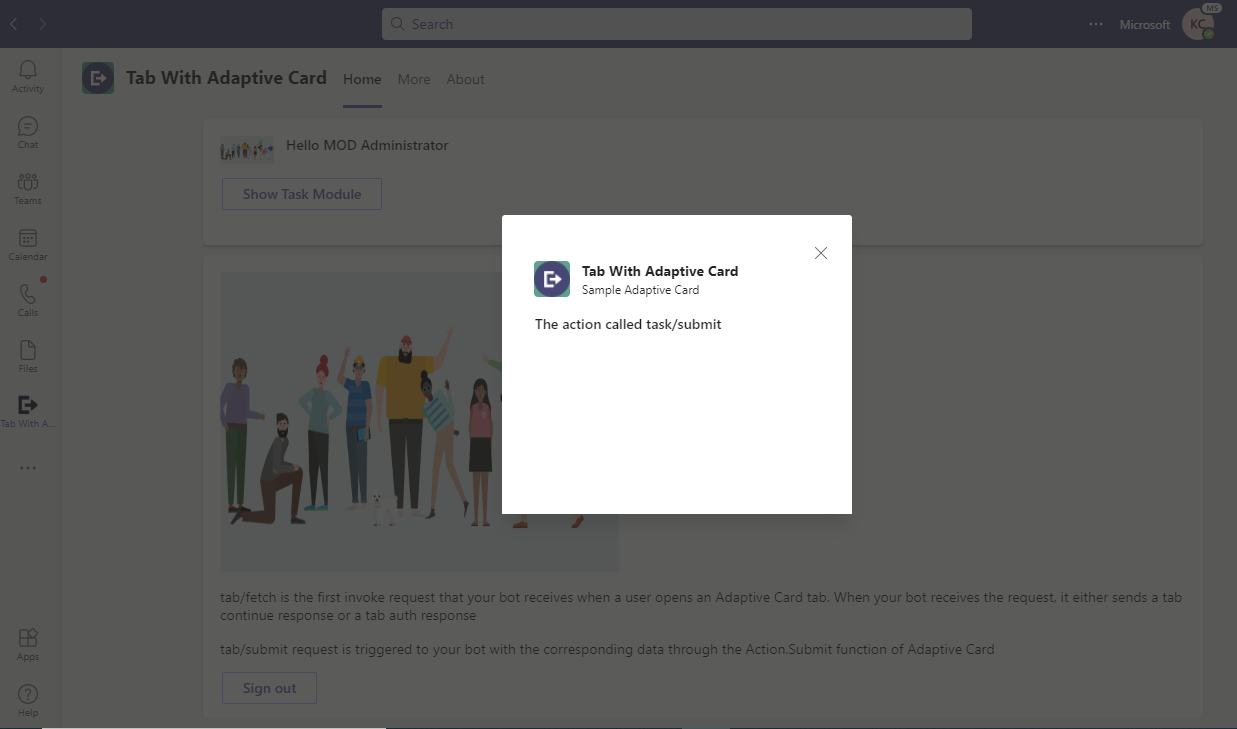 Search
Microsoft
KC
MS
Activity
Chat
Teams
Calendar
Calls
Files
Tab With A...
Apps
Help
Tab With Adaptive Card
Home
More
About
Hello MOD Administrator
Show Task Module
Tab With Adaptive Card
Sample Adaptive Card
The action called task/submit
tab/fetch is the first invoke request that your bot receives when a user opens an Adaptive Card tab. When your bot receives the request, it either sends a tab
continue response or a tab auth response
tab/submit request is triggered to your bot with the corresponding data through the Action.Submit function of Adaptive Card
Sign out